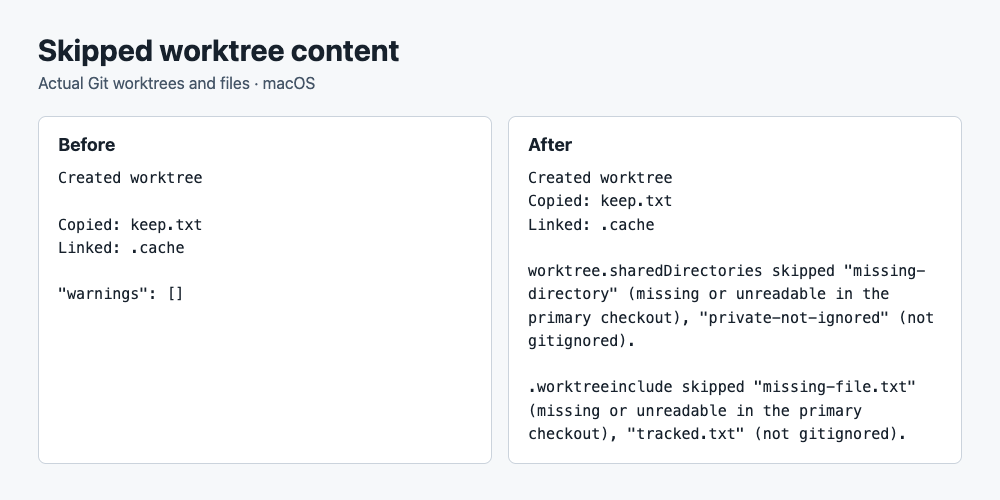 Skipped worktree content
Actual Git worktrees and files · macOS
Before
Created worktree
Copied: keep.txt
Linked: .cache
"warnings": []
After
Created worktree
Copied: keep.txt
Linked: .cache
worktree.sharedDirectories skipped "missing-
directory" (missing or unreadable in the
primary checkout), "private-not-ignored" (not
gitignored).
.worktreeinclude skipped "missing-file.txt"
(missing or unreadable in the primary
checkout), "tracked.txt" (not gitignored).